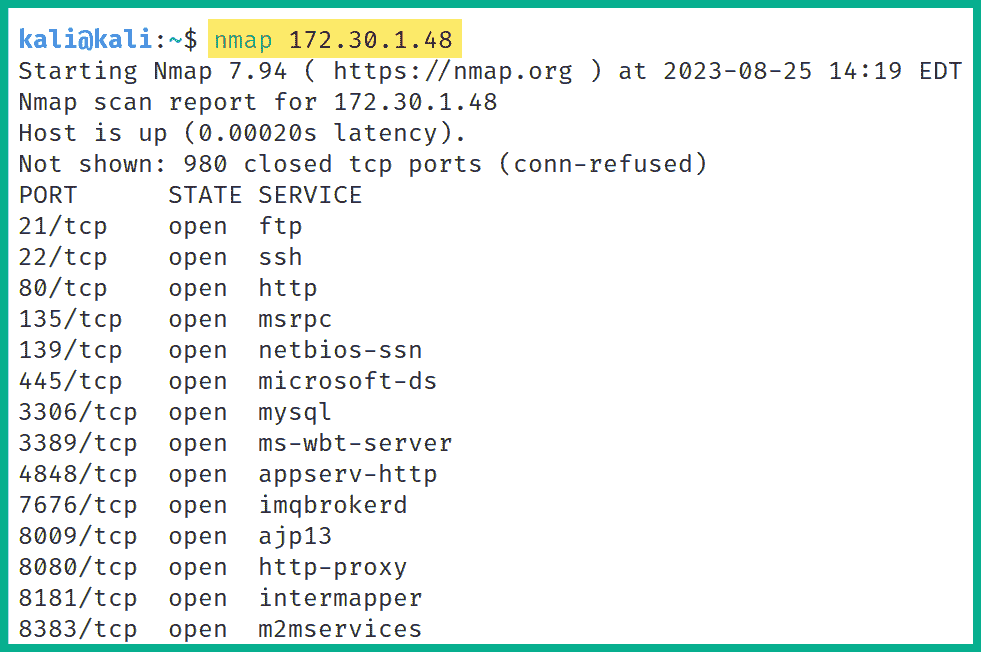 kali@kali:~$ nmap 172.30.1.48
Starting Nmap 7.94 ( https://nmap.org ) at 2023-08-25 14:19 EDT
Nmap scan report for 172.30.1.48
Host is up (0.00020s latency).
Not shown: 980 closed tcp ports (conn-refused)
PORT     STATE SERVICE
21/tcp   open  ftp
22/tcp   open  ssh
80/tcp   open  http
135/tcp  open  msrpc
139/tcp  open  netbios-ssn
445/tcp  open  microsoft-ds
3306/tcp open  mysql
3389/tcp open  ms-wbt-server
4848/tcp open  appserv-http
7676/tcp open  imqbrokerd
8009/tcp open  ajp13
8080/tcp open  http-proxy
8181/tcp open  intermapper
8383/tcp open  m2mservices